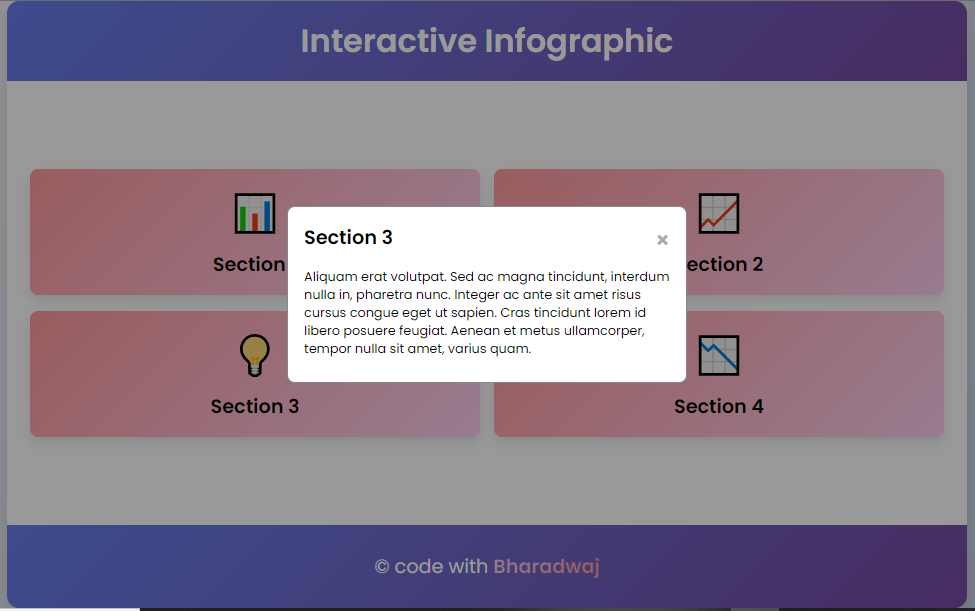 Interactive Infographic
Section
ection 2
Section 3
×
Aliquam erat volutpat. Sed ac magna tincidunt, interdum
nulla in, pharetra nunc. Integer ac ante sit amet risus
cursus congue eget ut sapien. Cras tincidunt lorem id
libero posuere feugiat. Aenean et metus ullamcorper,
tempor nulla sit amet, varius quam.
Section 3
Section 4
© code with Bharadwaj